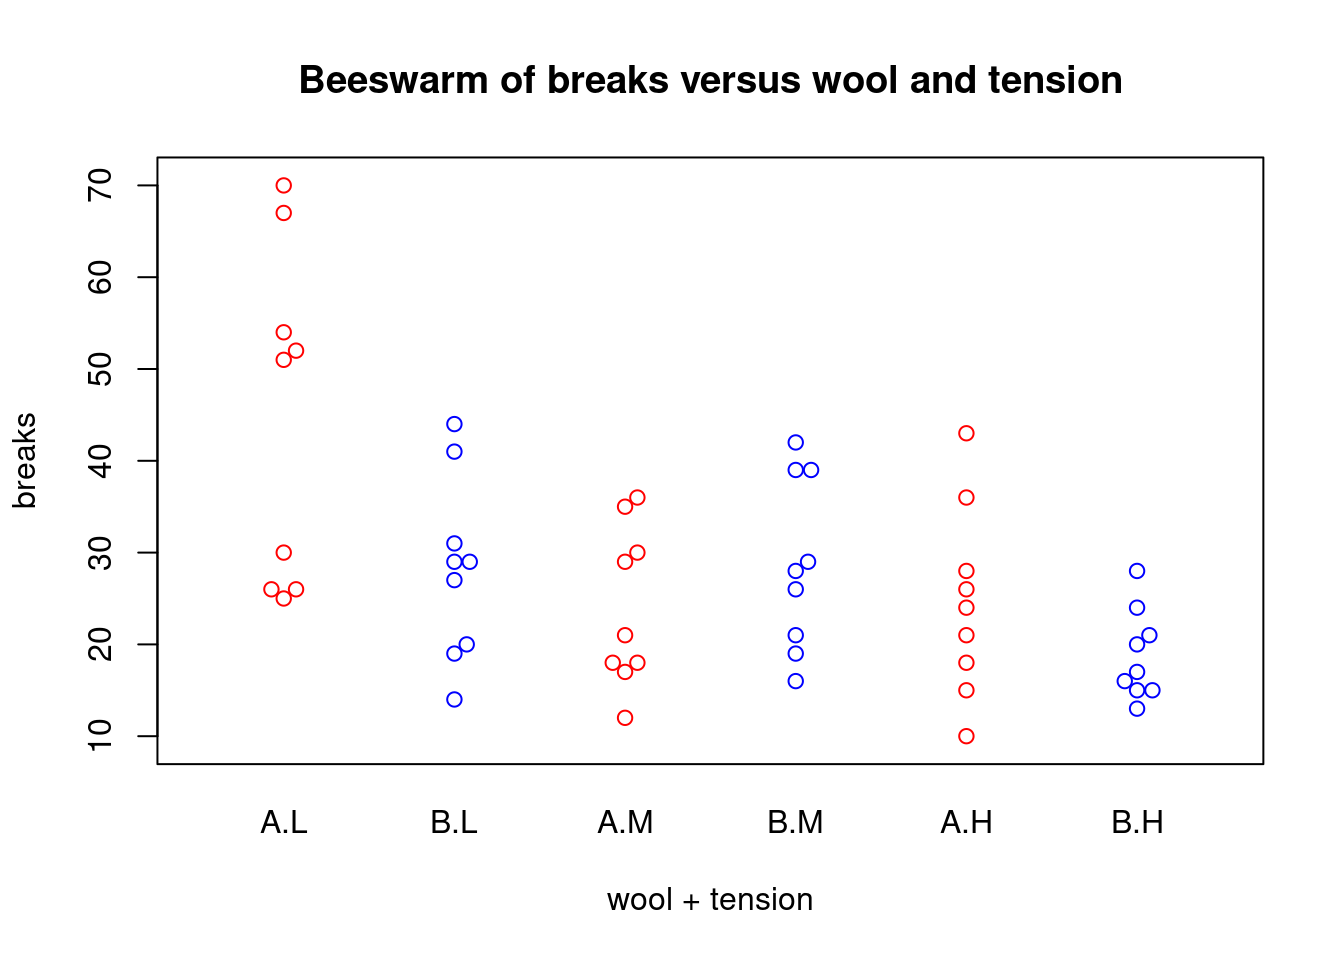 Beeswarm of breaks versus wool and tension
breaks
70
60
50
40
30
20
10
A.L B.L A.M B.M A.H B.H
wool + tension